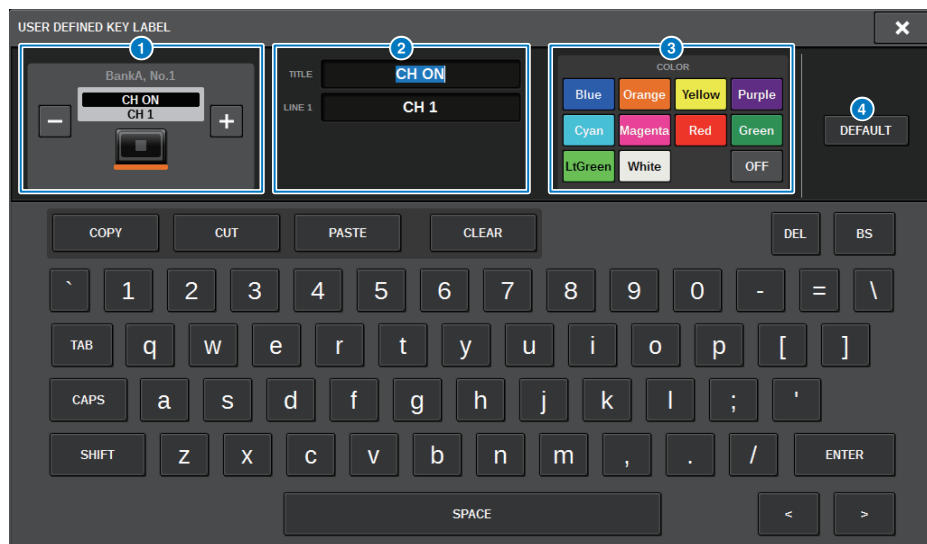 USER DEFINED KEY LABEL ×
1 2 3
BankA, No.1
CH ON
CH 1
− +
TITLE CH ON
LINE 1 CH 1
COLOR
Blue Orange Yellow Purple
Cyan Magenta Red Green
LtGreen White OFF
4
DEFAULT
COPY CUT PASTE CLEAR DEL BS
` 1 2 3 4 5 6 7 8 9 0 - = \
TAB q w e r t y u i o p [ ]
CAPS a s d f g h j k l ; '
SHIFT z x c v b n m , . / ENTER
SPACE < >